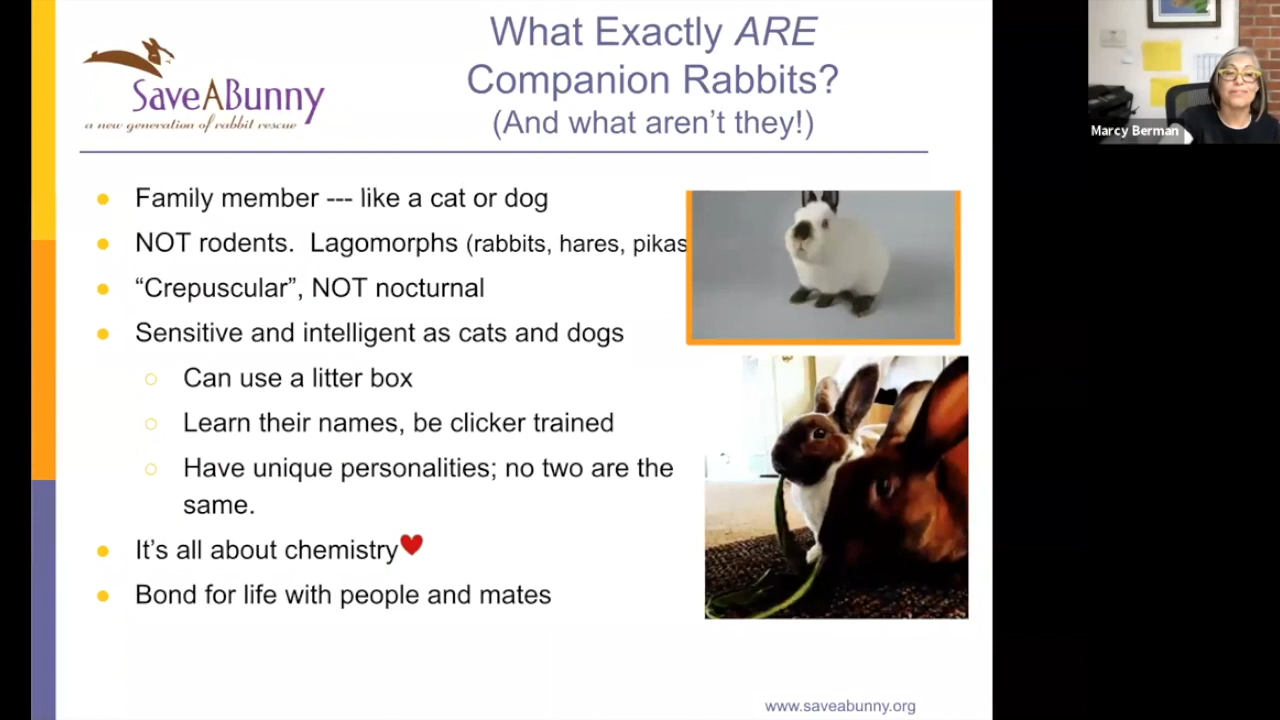 What Exactly ARE
Companion Rabbits?
(And what aren't they!)
SaveABunny
a new generation of rabbit rescue
Family member --- like a cat or dog
NOT rodents. Lagomorphs (rabbits, hares, pikas
“Crepuscular”, NOT nocturnal
Sensitive and intelligent as cats and dogs
Can use a litter box
Learn their names, be clicker trained
Have unique personalities; no two are the
same.
It’s all about chemistry
Bond for life with people and mates
www.saveabunny.org
Marcy Berman